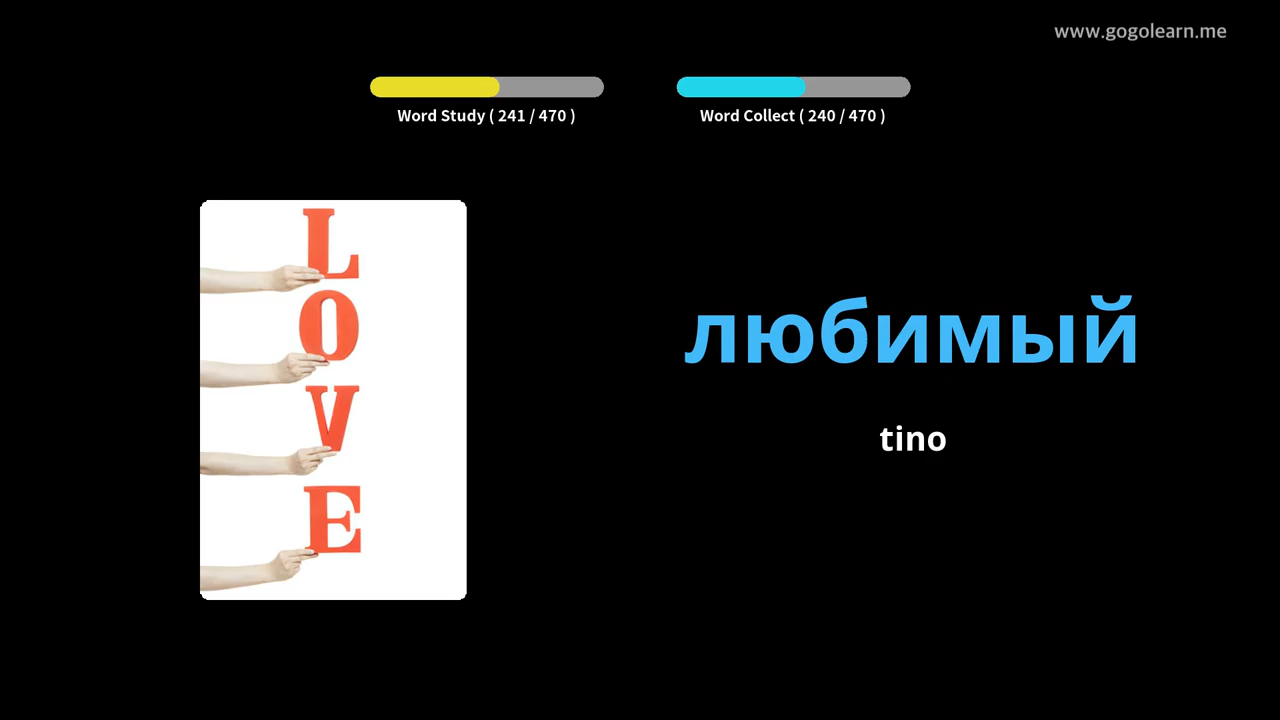 www.gogolearn.me
Word Study ( 241 / 470 )
Word Collect ( 240 / 470 )
L
O
V
E
любимый
tino